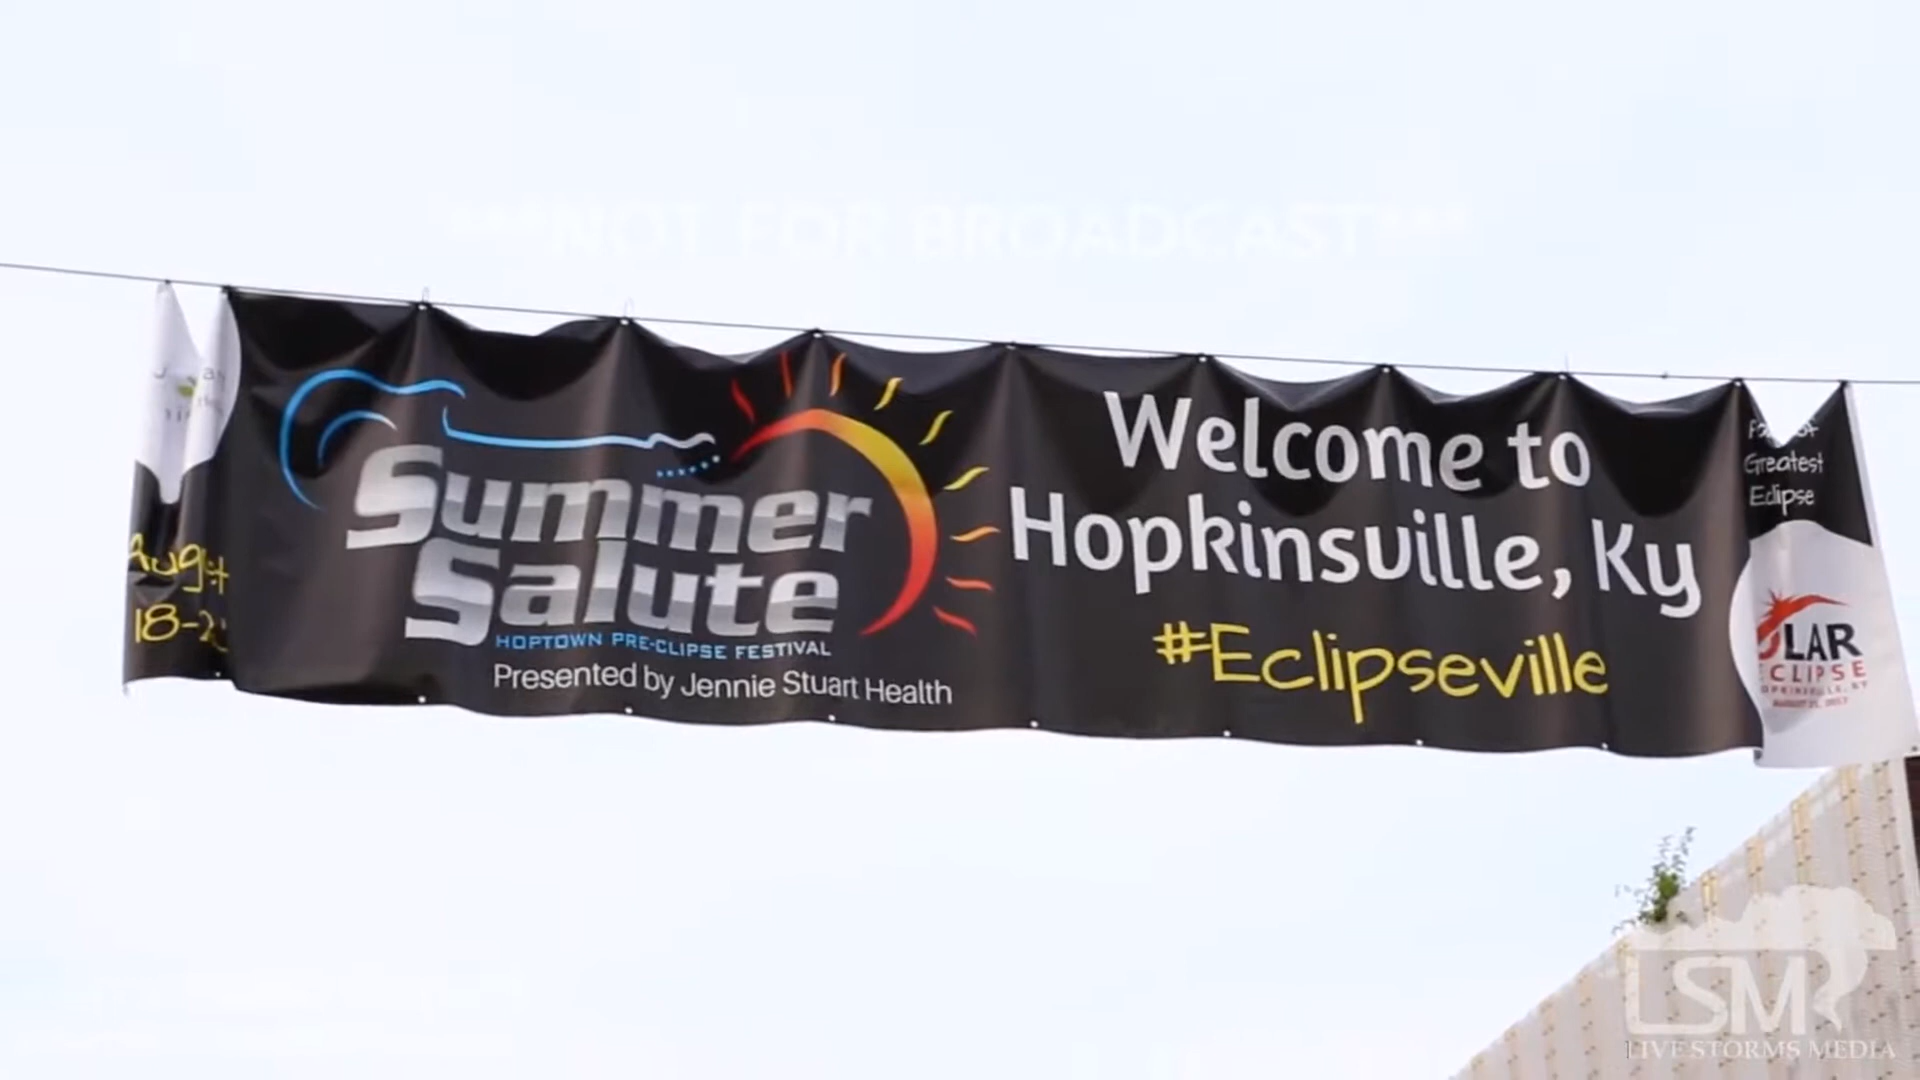 ***NOT FOR BROADCAST***
August
18-2
Summer
Salute
HOPTOWN PRE-CLIPSE FESTIVAL
Presented by Jennie Stuart Health
Welcome to
Hopkinsville, Ky
#Eclipseville
Greatest
Eclipse
OLAR
ECLIPSE
LSM
LIVE STORMS MEDIA